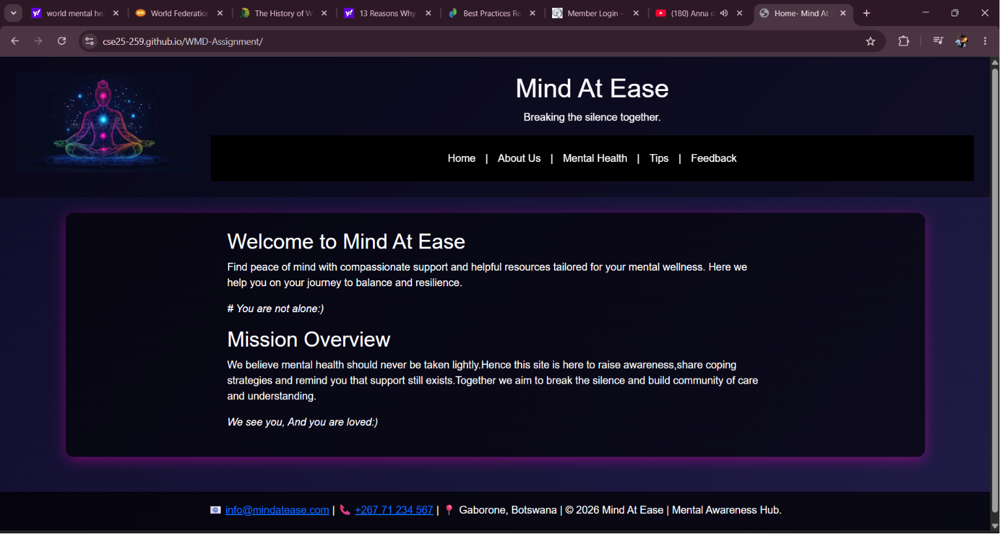 world mental hea
World Federation
The History of W
13 Reasons Why
Best Practices Re
Member Login –
(180) Anna o
Home- Mind At
cse25-259.github.io/WMD-Assignment/
Mind At Ease
Breaking the silence together.
Home | About Us | Mental Health | Tips | Feedback
Welcome to Mind At Ease
Find peace of mind with compassionate support and helpful resources tailored for your mental wellness. Here we
help you on your journey to balance and resilience.
# You are not alone:)
Mission Overview
We believe mental health should never be taken lightly.Hence this site is here to raise awareness,share coping
strategies and remind you that support still exists.Together we aim to break the silence and build community of care
and understanding.
We see you, And you are loved:)
📧 info@mindatease.com | 📞 +267 71 234 567 | 📍 Gaborone, Botswana | © 2026 Mind At Ease | Mental Awareness Hub.